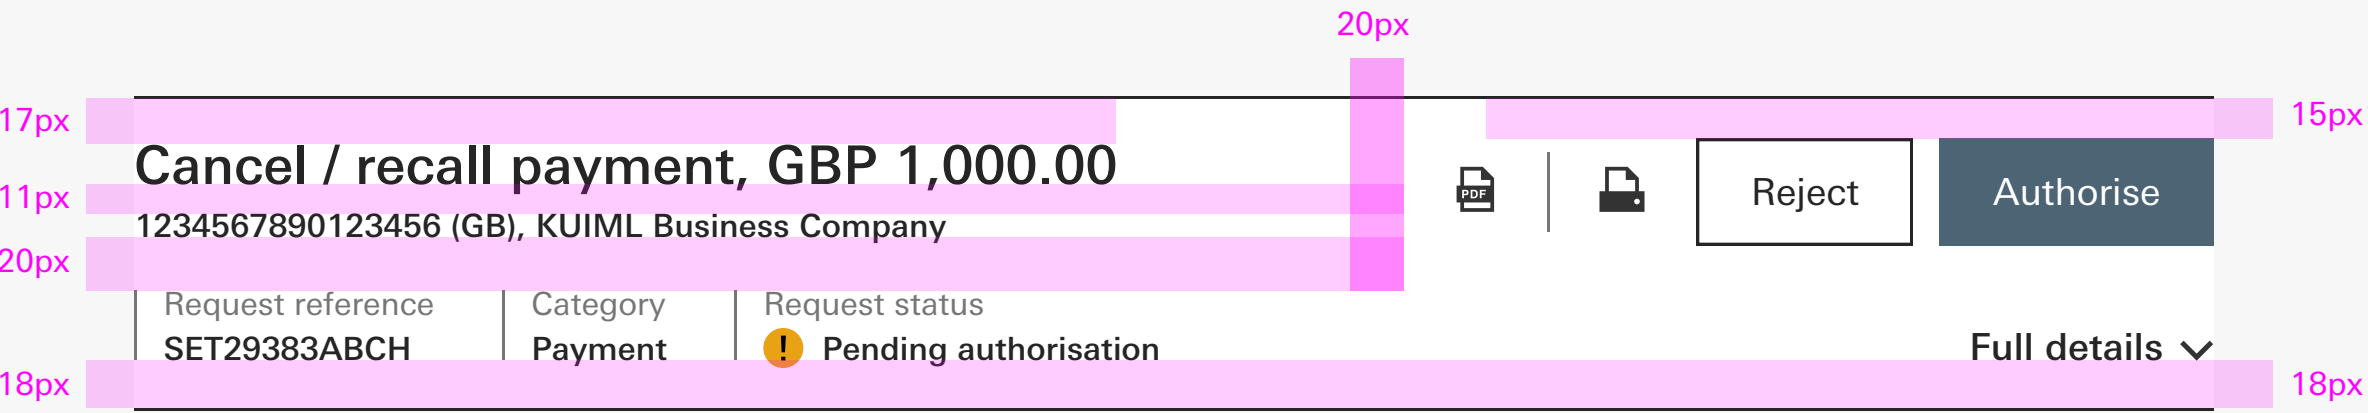 20px
17px
15px
Cancel / recall payment, GBP 1,000.00
PDF
Reject
Authorise
11px
1234567890123456 (GB), KUIML Business Company
20px
Request reference
Category
Request status
SET29383ABCH
Payment
! Pending authorisation
Full details
18px
18px